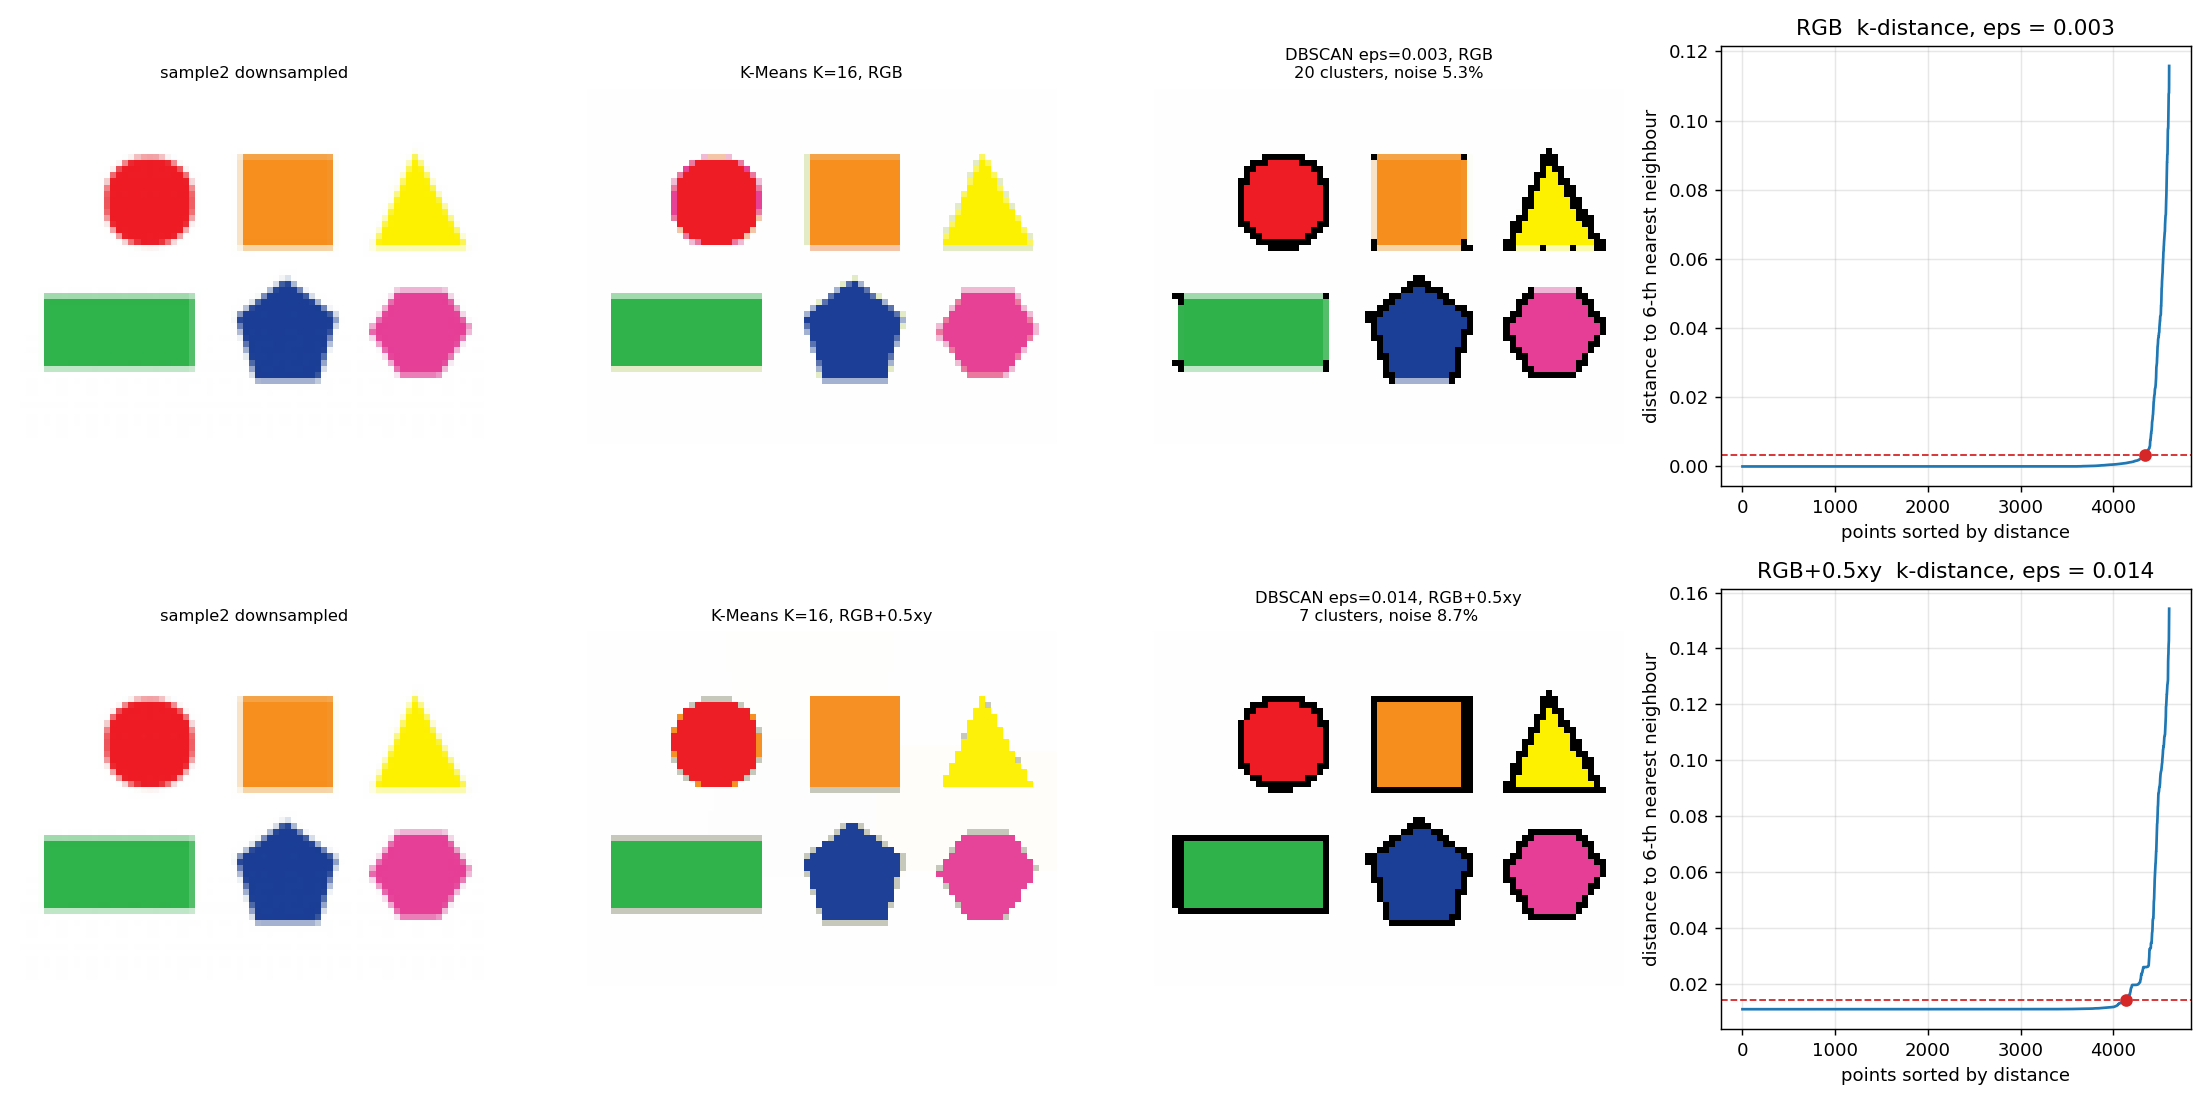 sample2 downsampled
K-Means K=16, RGB
DBSCAN eps=0.003, RGB
20 clusters, noise 5.3%
RGB  k-distance, eps = 0.003
distance to 6-th nearest neighbour
0.12
0.10
0.08
0.06
0.04
0.02
0.00
0 1000 2000 3000 4000
points sorted by distance
sample2 downsampled
K-Means K=16, RGB+0.5xy
DBSCAN eps=0.014, RGB+0.5xy
7 clusters, noise 8.7%
RGB+0.5xy  k-distance, eps = 0.014
distance to 6-th nearest neighbour
0.16
0.14
0.12
0.10
0.08
0.06
0.04
0.02
0 1000 2000 3000 4000
points sorted by distance